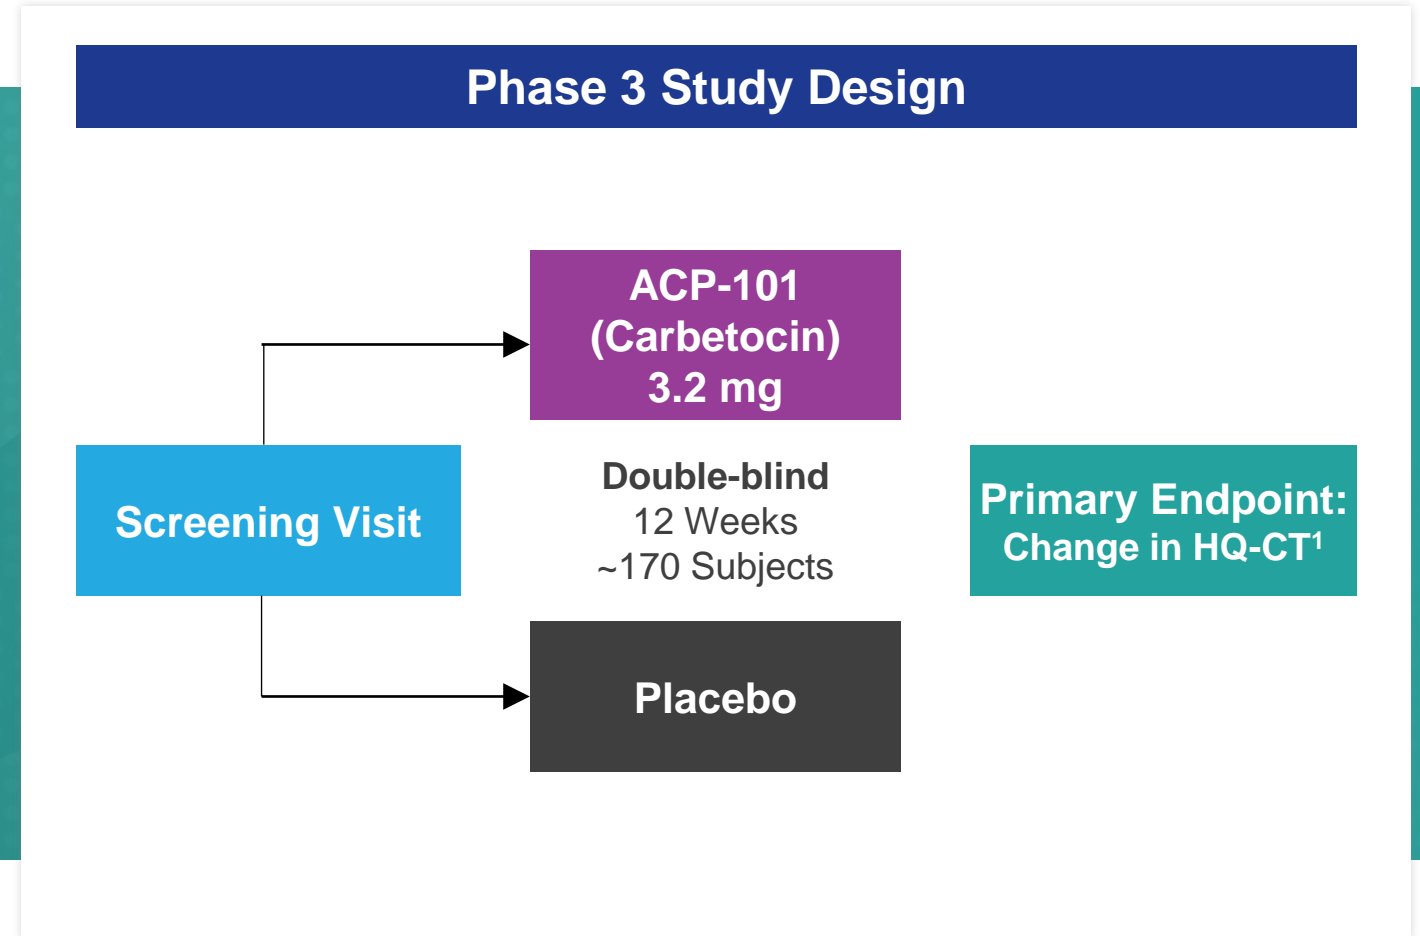 Phase 3 Study Design
ACP-101
(Carbetocin)
3.2 mg
Screening Visit
Double-blind
12 Weeks
~170 Subjects
Primary Endpoint:
Change in HQ-CT¹
Placebo